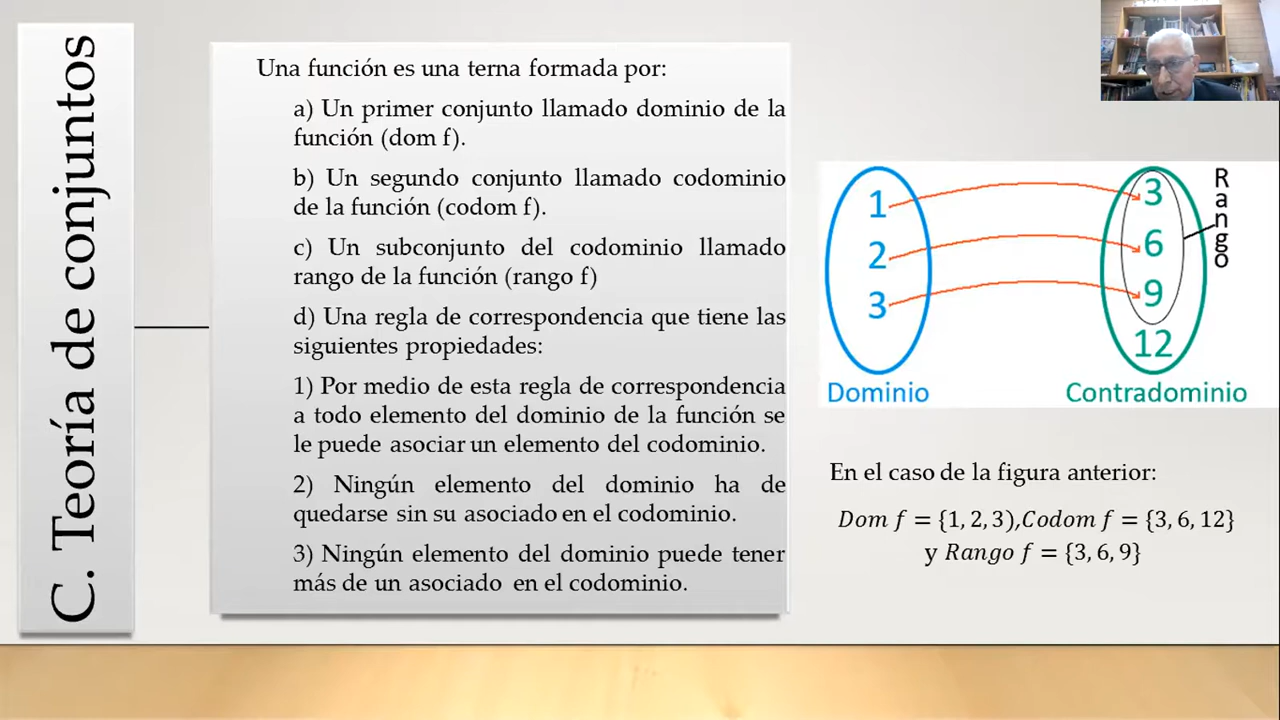 C. Teoría de conjuntos
Una función es una terna formada por:
a) Un primer conjunto llamado dominio de la
función (dom f).
b) Un segundo conjunto llamado codominio
de la función (codom f).
c) Un subconjunto del codominio llamado
rango de la función (rango f)
d) Una regla de correspondencia que tiene las
siguientes propiedades:
1) Por medio de esta regla de correspondencia
a todo elemento del dominio de la función se
le puede asociar un elemento del codominio.
2) Ningún elemento del dominio ha de
quedarse sin su asociado en el codominio.
3) Ningún elemento del dominio puede tener
más de un asociado en el codominio.
1
2
3
Dominio
3
6
9
12
Contradominio
Rango
En el caso de la figura anterior:
Dom f = {1, 2, 3),Codom f = {3, 6, 12}
y Rango f = {3, 6, 9}